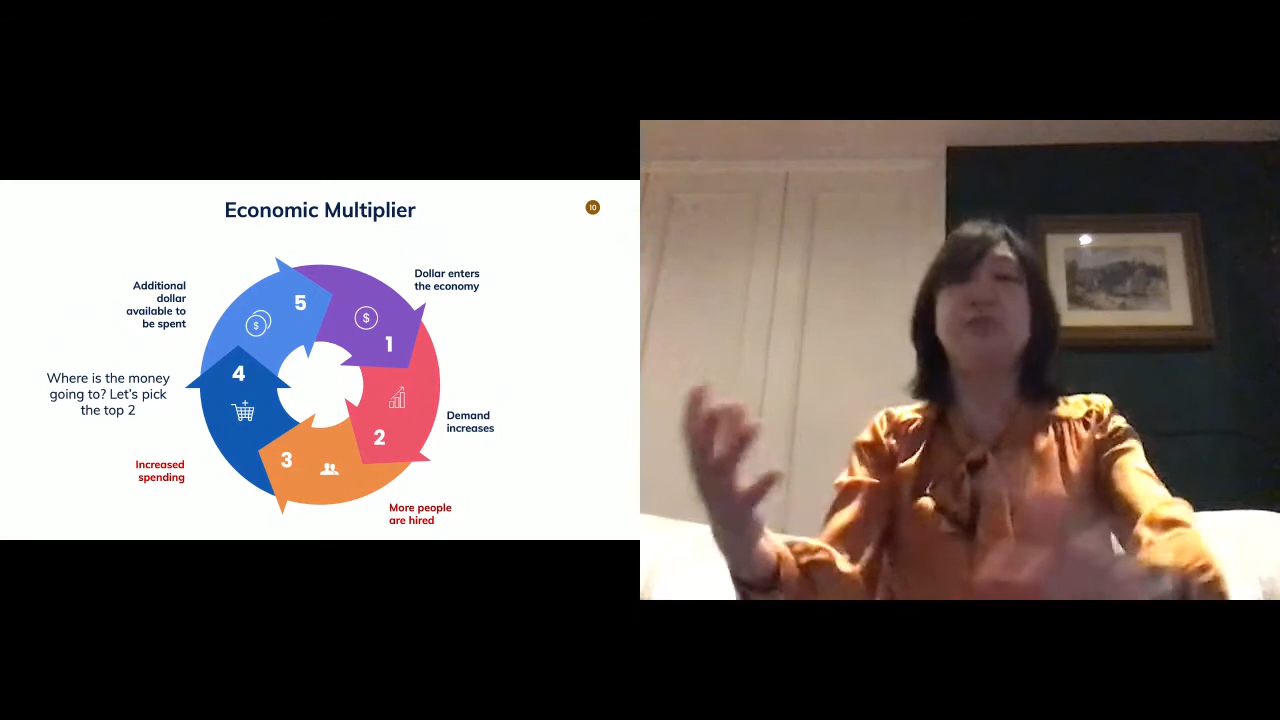 Economic Multiplier
10
Additional
dollar
available to
be spent
Dollar enters
the economy
5
$
$
1
4
Where is the money
going to? Let's pick
the top 2
Demand
increases
2
3
Increased
spending
More people
are hired